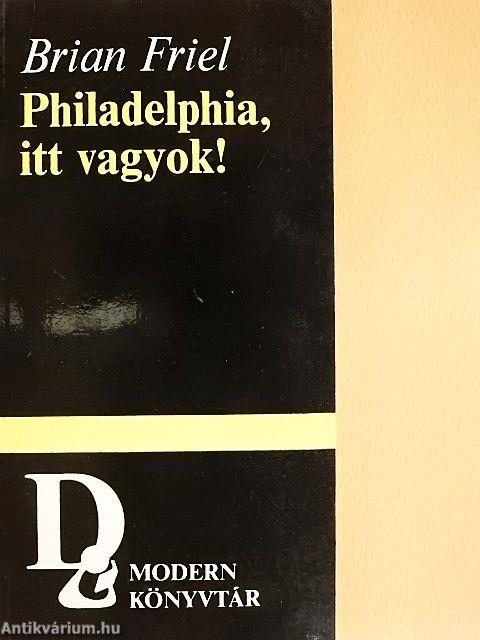 Brian Friel
Philadelphia,
itt vagyok!
D
MODERN
KÖNYVTÁR
Antikvárium.hu